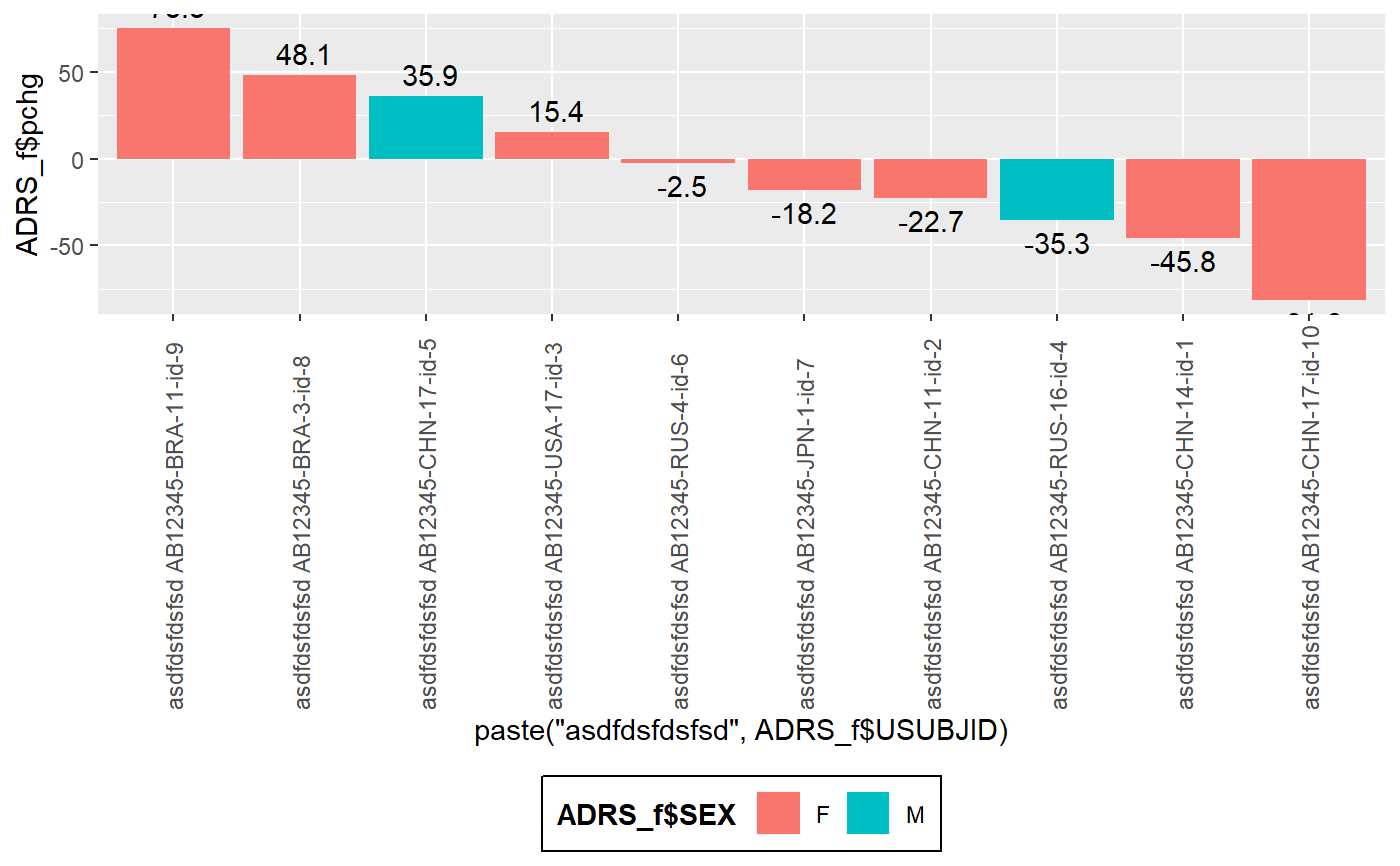 48.1
35.9
15.4
-2.5
-18.2
-22.7
-35.3
-45.8
50
0
-50
ADRS_f$pchg
asdfdsfdsfsd AB12345-BRA-11-id-9
asdfdsfdsfsd AB12345-BRA-3-id-8
asdfdsfdsfsd AB12345-CHN-17-id-5
asdfdsfdsfsd AB12345-USA-17-id-3
asdfdsfdsfsd AB12345-RUS-4-id-6
asdfdsfdsfsd AB12345-JPN-1-id-7
asdfdsfdsfsd AB12345-CHN-11-id-2
asdfdsfdsfsd AB12345-RUS-16-id-4
asdfdsfdsfsd AB12345-CHN-14-id-1
asdfdsfdsfsd AB12345-CHN-17-id-10
paste("asdfdsfdsfsd", ADRS_f$USUBJID)
ADRS_f$SEX F M